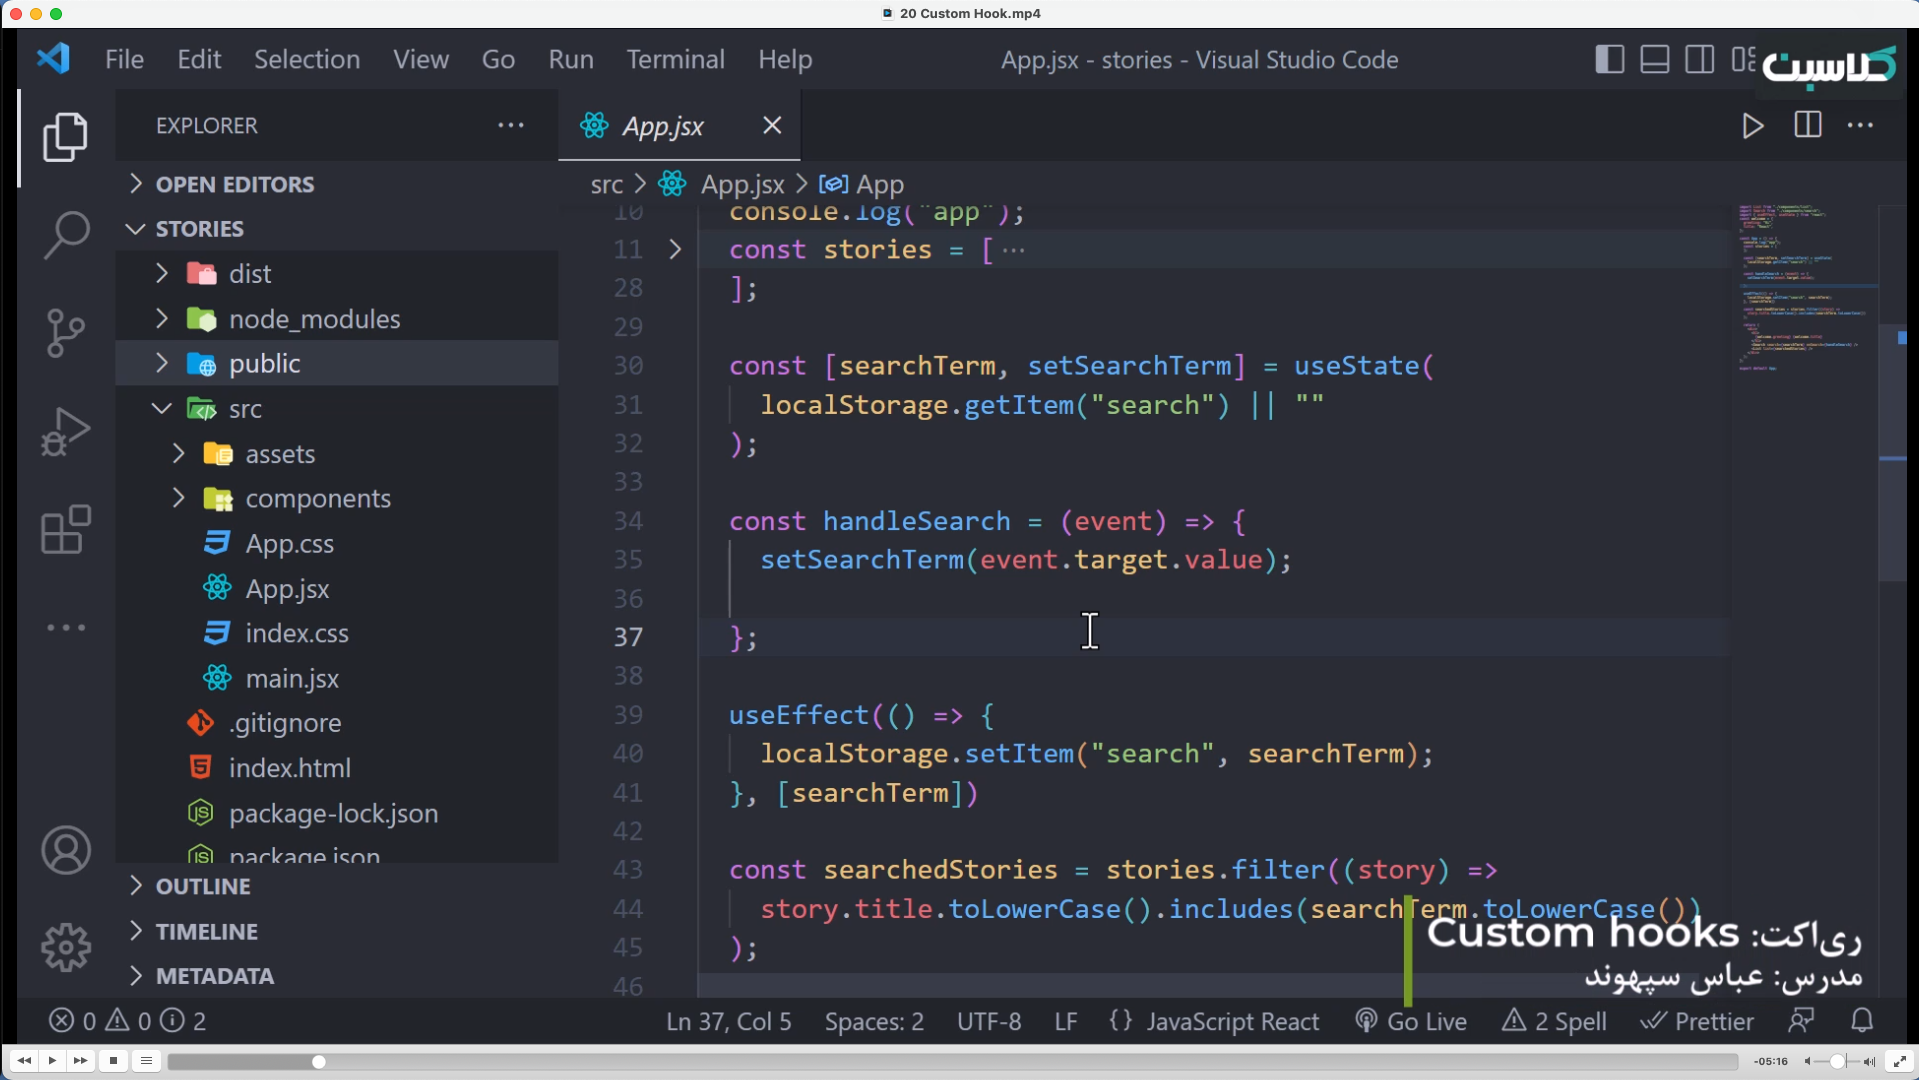 20 Custom Hook.mp4
File Edit Selection View Go Run Terminal Help
App.jsx - stories - Visual Studio Code
کلاسیت
EXPLORER
App.jsx
OPEN EDITORS
STORIES
dist
node_modules
public
src
assets
components
App.css
App.jsx
index.css
main.jsx
.gitignore
index.html
package-lock.json
package.json
OUTLINE
TIMELINE
METADATA
src > App.jsx > App
10 console.log("app");
11 const stories = [ ···
28 ];
29
30 const [searchTerm, setSearchTerm] = useState(
31 localStorage.getItem("search") || ""
32 );
33
34 const handleSearch = (event) => {
35 setSearchTerm(event.target.value);
36
37 };
38
39 useEffect(() => {
40 localStorage.setItem("search", searchTerm);
41 }, [searchTerm])
42
43 const searchedStories = stories.filter((story) =>
44 story.title.toLowerCase().includes(searchTerm.toLowerCase())
45 );
46
ری‌اکت: Custom hooks
مدرس: عباس سپهوند
0 0 2
Ln 37, Col 5 Spaces: 2 UTF-8 LF {} JavaScript React Go Live 2 Spell Prettier
-05:16